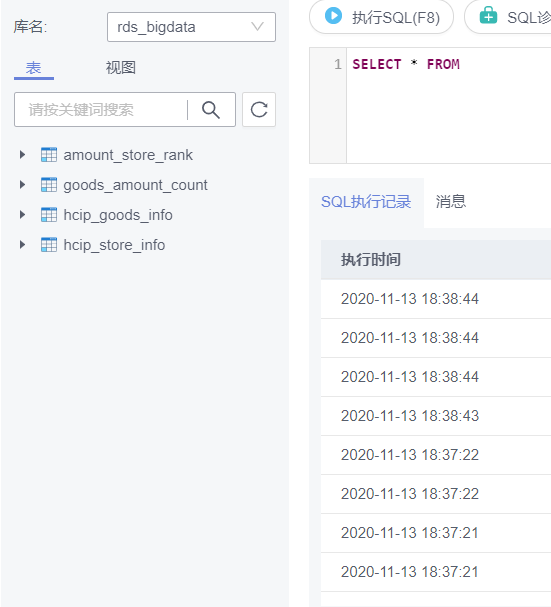 库名:
rds_bigdata
表
视图
请按关键词搜索
amount_store_rank
goods_amount_count
hcip_goods_info
hcip_store_info
执行SQL(F8)
SQL诊
1 SELECT * FROM
SQL执行记录
消息
执行时间
2020-11-13 18:38:44
2020-11-13 18:38:44
2020-11-13 18:38:44
2020-11-13 18:38:43
2020-11-13 18:37:22
2020-11-13 18:37:22
2020-11-13 18:37:21
2020-11-13 18:37:21